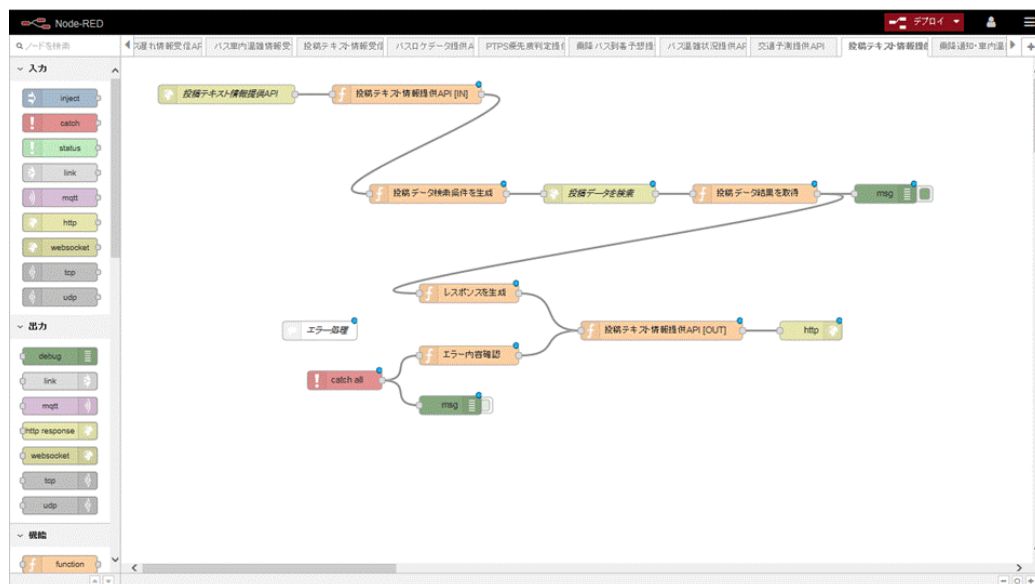 Node-RED
デプロイ
ノードを検索
ス遅れ情報受信AP
バス車内混雑情報受
投稿テキスト情報受信
バスロケデータ提供A
PTPS優先度判定提供
乗降バス到着予想提
バス混雑状況提供AP
交通予測提供API
投稿テキスト情報提供
乗降通知・車内混
入力
inject
catch
status
link
mqtt
http
websocket
tcp
udp
出力
debug
link
mqtt
http response
websocket
tcp
udp
機能
function
投稿テキスト情報提供API
投稿テキスト情報提供API [IN]
投稿データ検索条件を生成
投稿データを検索
投稿データ結果を取得
msg
レスポンスを生成
エラー処理
投稿テキスト情報提供API [OUT]
http
エラー内容確認
catch all
msg